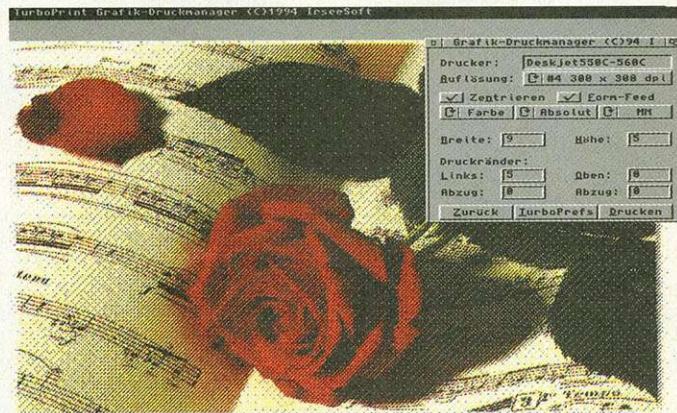 TurboPrint Grafik-Druckmanager (C)1994 IrseeSoft
Grafik-Druckmanager (C)94 I
Drucker: Deskjet550C-560C
Auflösung: #4 300 x 300 dpi
Zentrieren Form-Feed
Farbe Absolut MM
Breite: 9 Höhe: 5
Druckränder:
Links: 5 Oben: 0
Abzug: 0 Abzug: 0
Zurück TurboPrefs Drucken
tempo